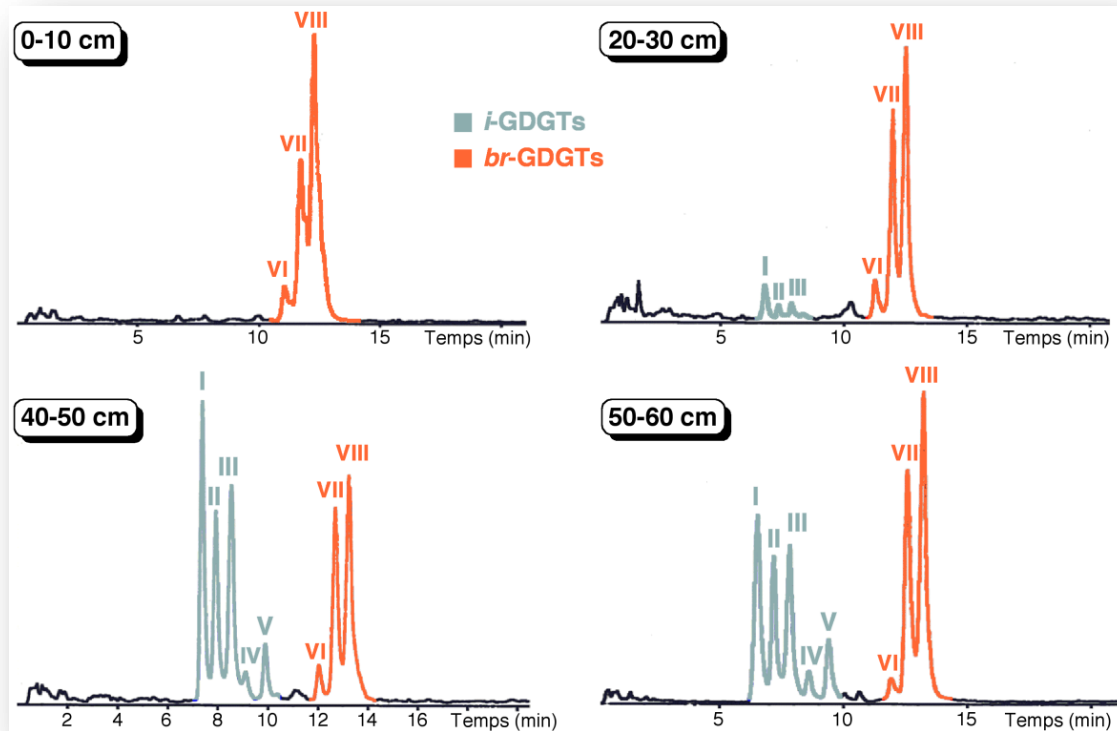 0-10 cm
VI
VII
VIII
5
10
15
Temps (min)
i-GDGTs
br-GDGTs
20-30 cm
I
II
III
VI
VII
VIII
5
10
15
Temps (min)
40-50 cm
I
II
III
IV
V
VI
VII
VIII
2
4
6
8
10
12
14
16
Temps (min)
50-60 cm
I
II
III
IV
V
VI
VII
VIII
5
10
15
Temps (min)